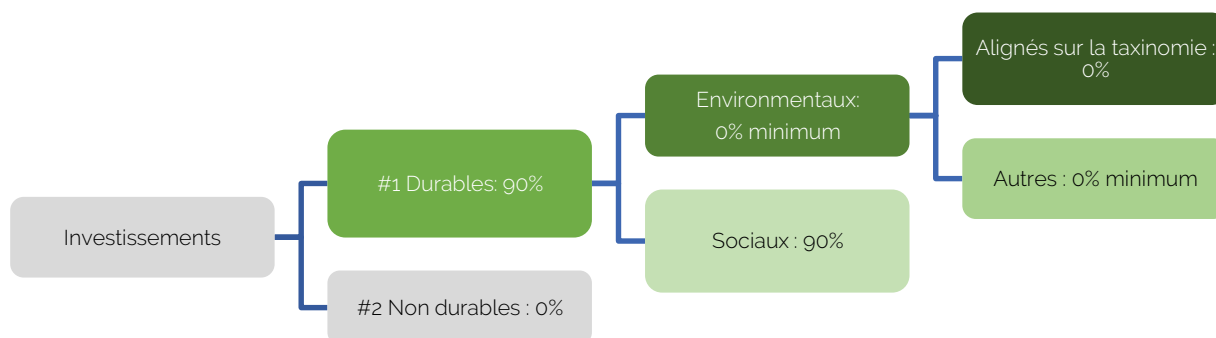 Investissements
#1 Durables: 90%
#2 Non durables : 0%
Environmentaux:
0% minimum
Sociaux : 90%
Alignés sur la taxinomie :
0%
Autres : 0% minimum